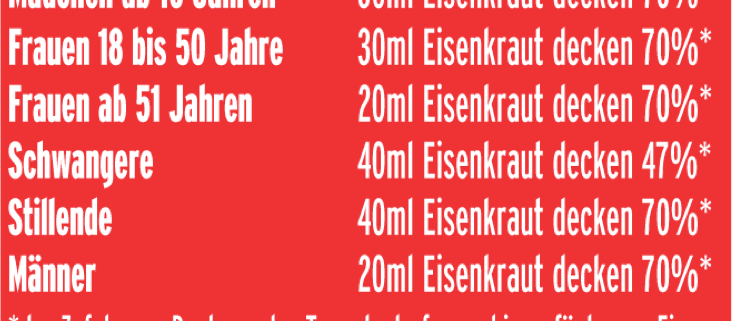 Frauen 18 bis 50 Jahre 30ml Eisenkraut decken 70%*
Frauen ab 51 Jahren 20ml Eisenkraut decken 70%*
Schwangere 40ml Eisenkraut decken 47%*
Stillende 40ml Eisenkraut decken 70%*
Männer 20ml Eisenkraut decken 70%*